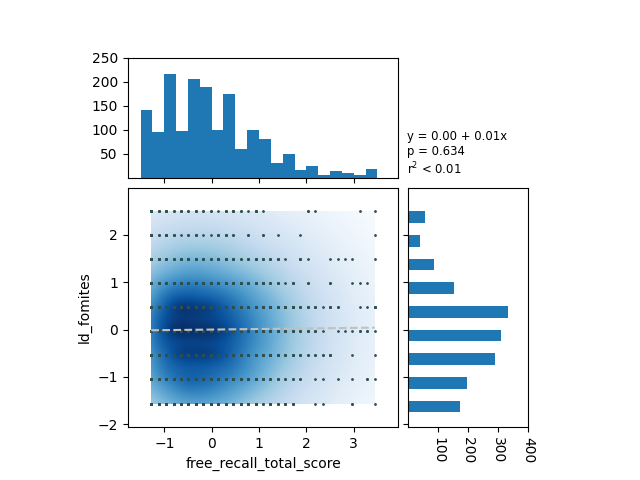 250
200
150
100
50
y = 0.00 + 0.01x
p = 0.634
r² < 0.01
ld_fomites
2
1
0
−1
−2
−1 0 1 2 3
free_recall_total_score
100 200 300 400